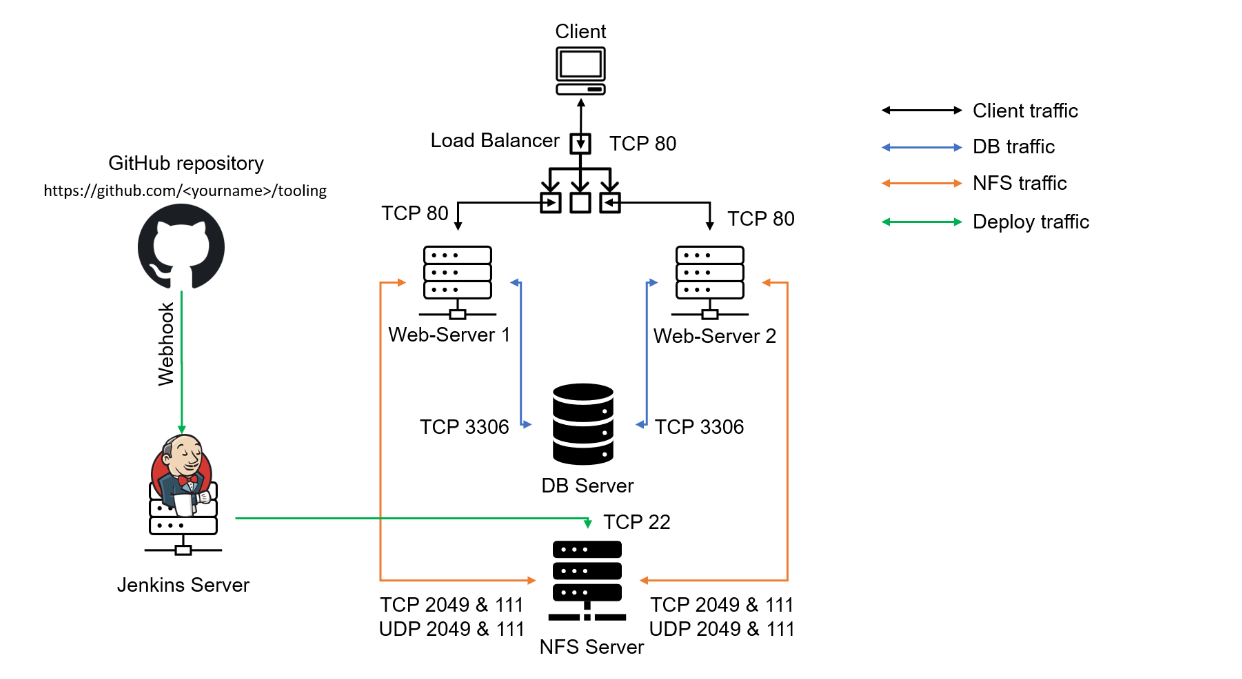 Client
Load Balancer
TCP 80
Client traffic
DB traffic
NFS traffic
Deploy traffic
GitHub repository
https://github.com/<yourname>/tooling
TCP 80
TCP 80
Webhook
Web-Server 1
Web-Server 2
TCP 3306
TCP 3306
DB Server
TCP 22
Jenkins Server
TCP 2049 & 111
UDP 2049 & 111
TCP 2049 & 111
UDP 2049 & 111
NFS Server